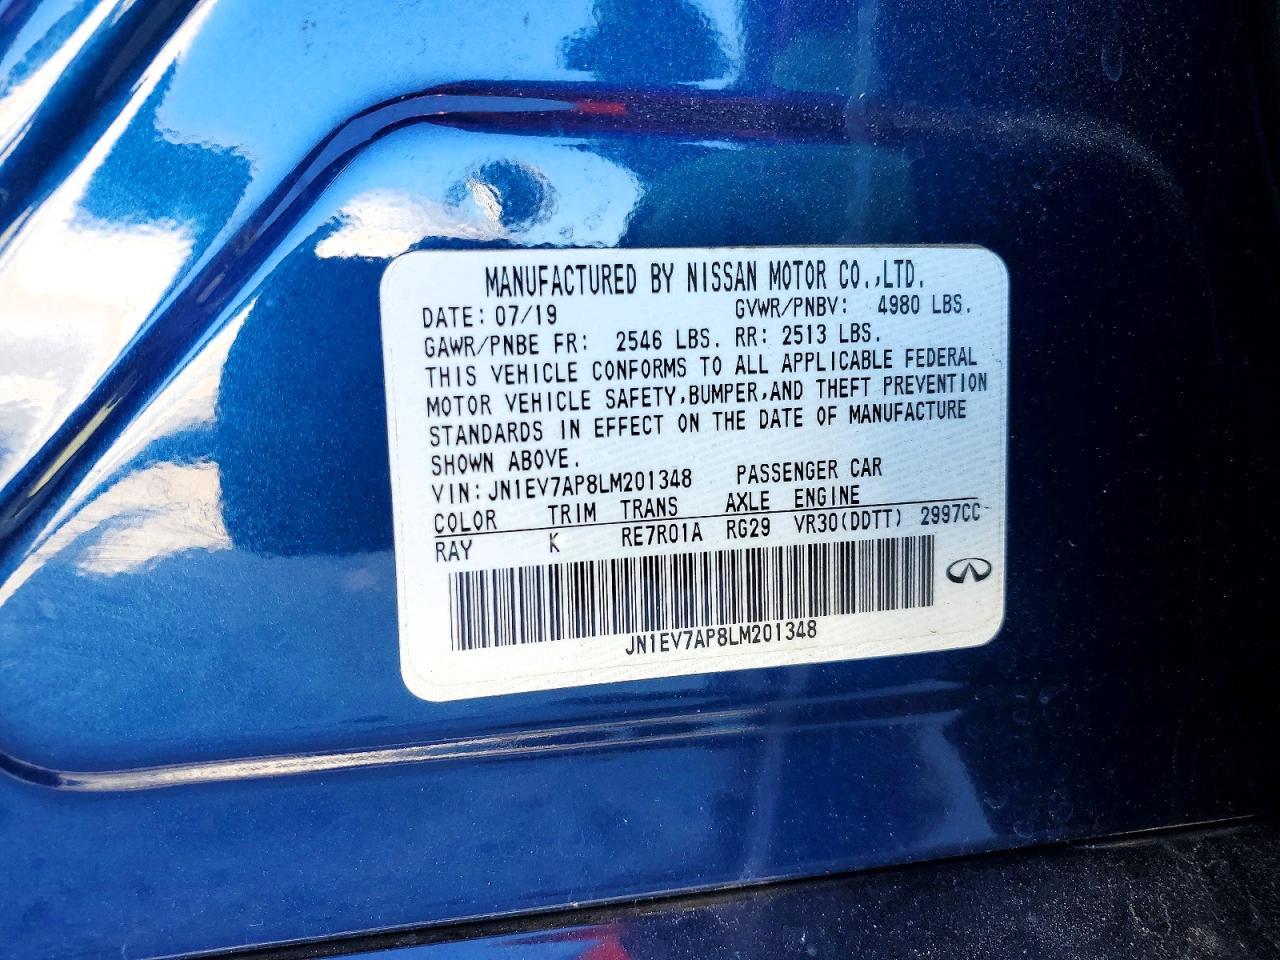 MANUFACTURED BY NISSAN MOTOR CO.,LTD.
DATE: 07/19 GVWR/PNBV: 4980 LBS.
GAWR/PNBE FR: 2546 LBS. RR: 2513 LBS.
THIS VEHICLE CONFORMS TO ALL APPLICABLE FEDERAL
MOTOR VEHICLE SAFETY,BUMPER,AND THEFT PREVENTION
STANDARDS IN EFFECT ON THE DATE OF MANUFACTURE
SHOWN ABOVE.
VIN: JN1EV7AP8LM201348 PASSENGER CAR
COLOR TRIM TRANS AXLE ENGINE
RAY K RE7R01A RG29 VR30(DDTT) 2997CC
JN1EV7AP8LM201348